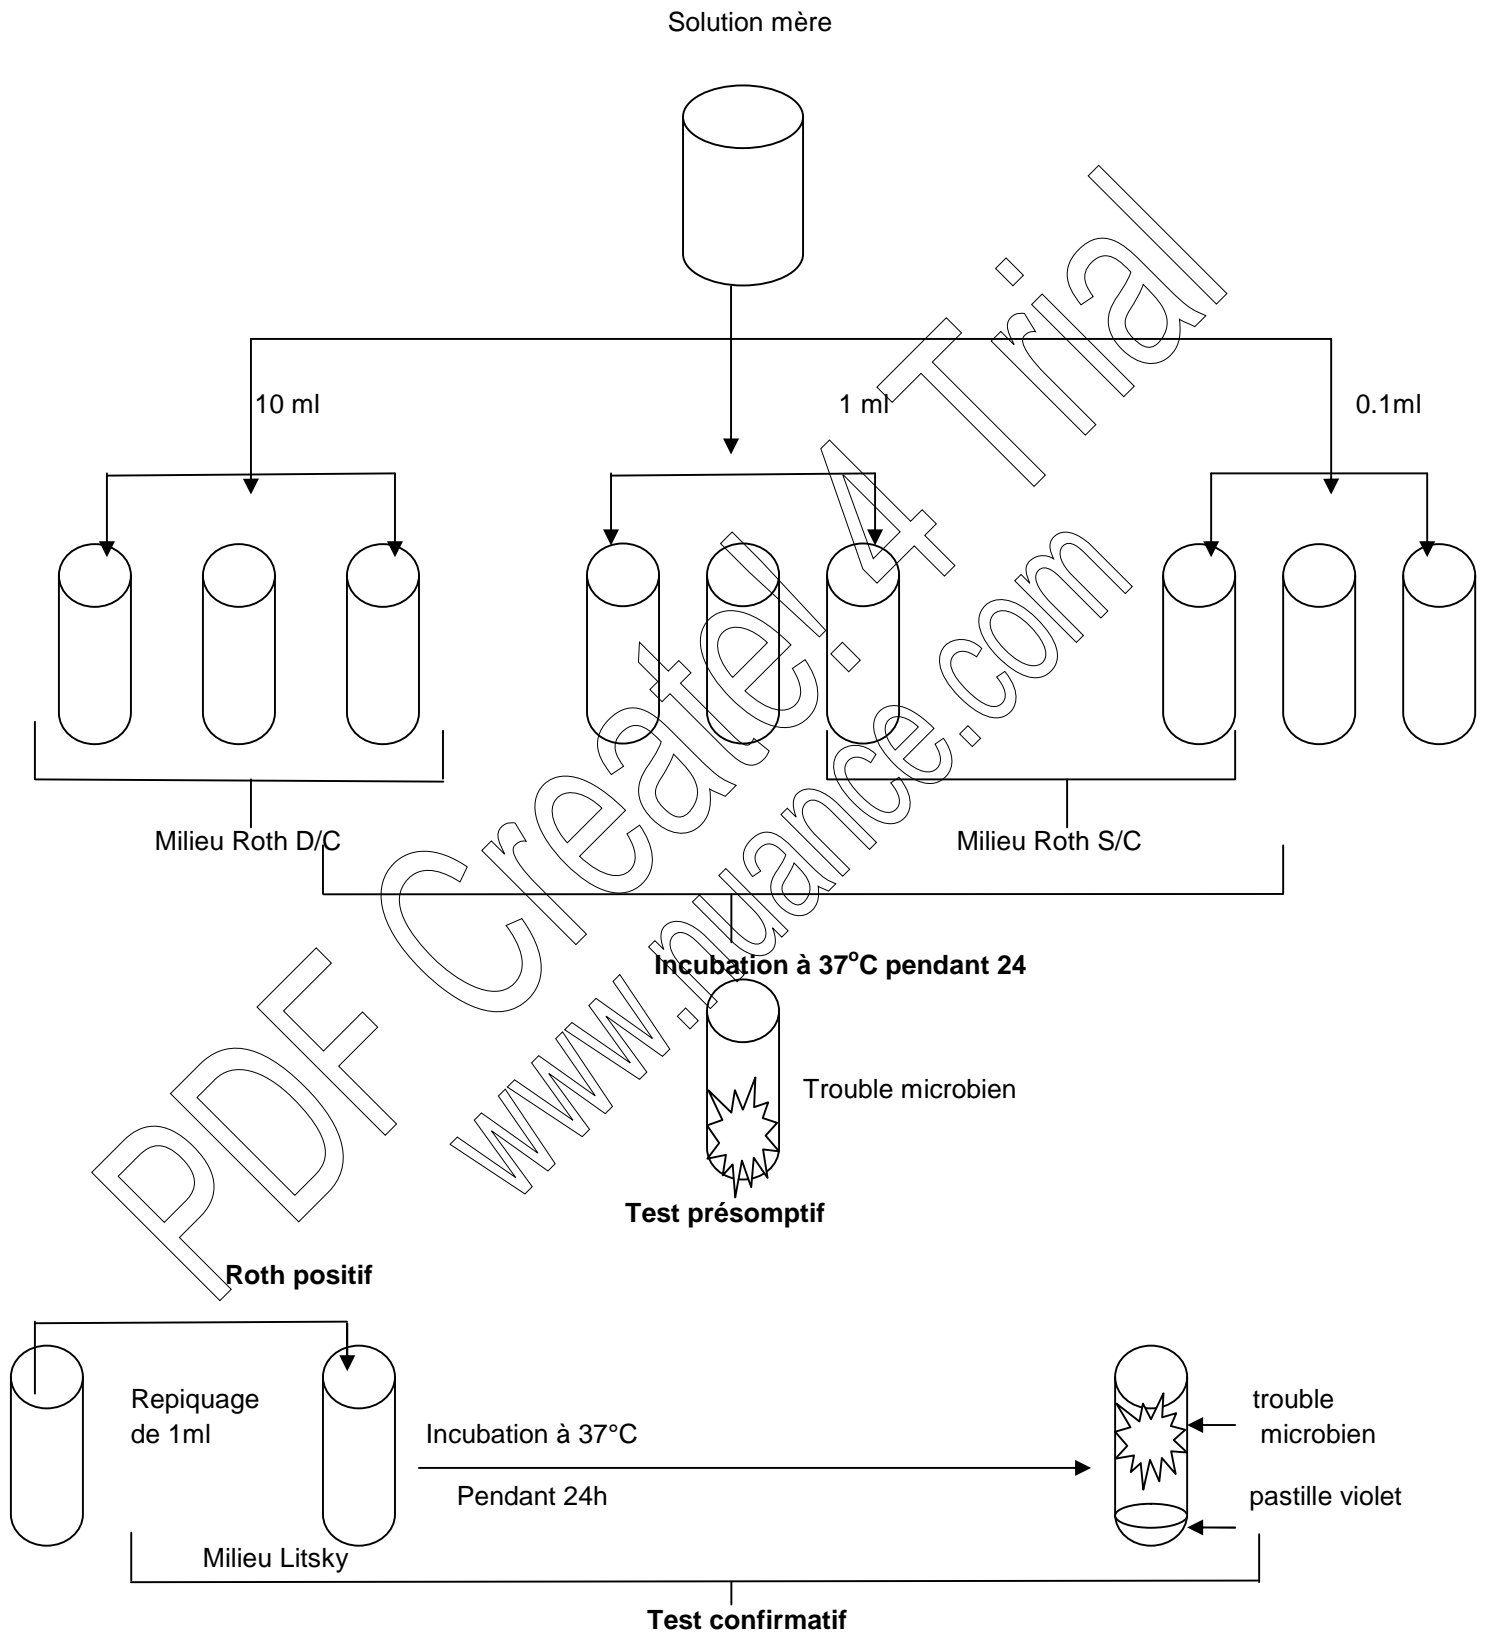 Solution mère
10 ml
1 ml
0.1ml
Milieu Roth D/C
Milieu Roth S/C
Incubation à 37°C pendant 24
Trouble microbien
Test présomptif
Roth positif
Repiquage
de 1ml
Incubation à 37°C
Pendant 24h
trouble
microbien
pastille violet
Milieu Litsky
Test confirmatif
PDF Create! 4 Trial
www.nuance.com